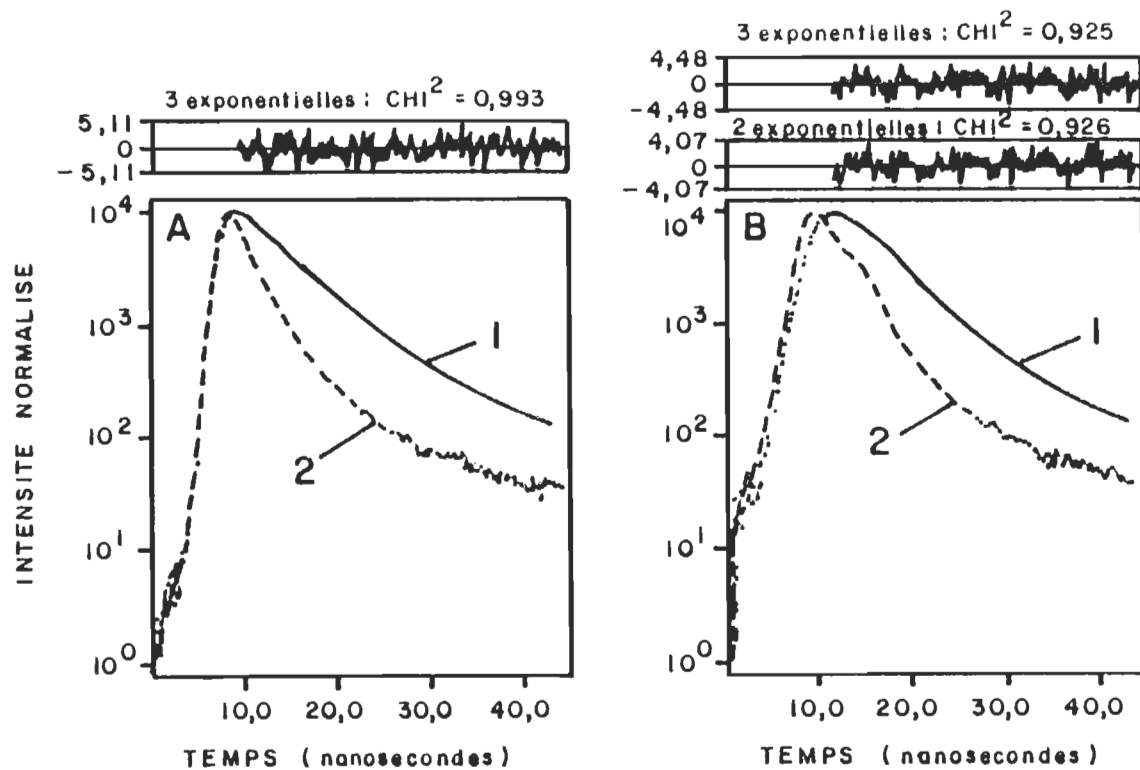 3 exponentielles : CHI² = 0,993
5,11
0
-5,11
INTENSITE NORMALISE
10⁴
10³
10²
10¹
10⁰
A
1
2
10,0 20,0 30,0 40,0
TEMPS ( nanosecondes)
3 exponentielles : CHI² = 0,925
4,48
0
-4,48
2 exponentielles : CHI² = 0,926
4,07
0
-4,07
10⁴
10³
10²
10¹
10⁰
B
1
2
10,0 20,0 30,0 40,0
TEMPS ( nanosecondes)